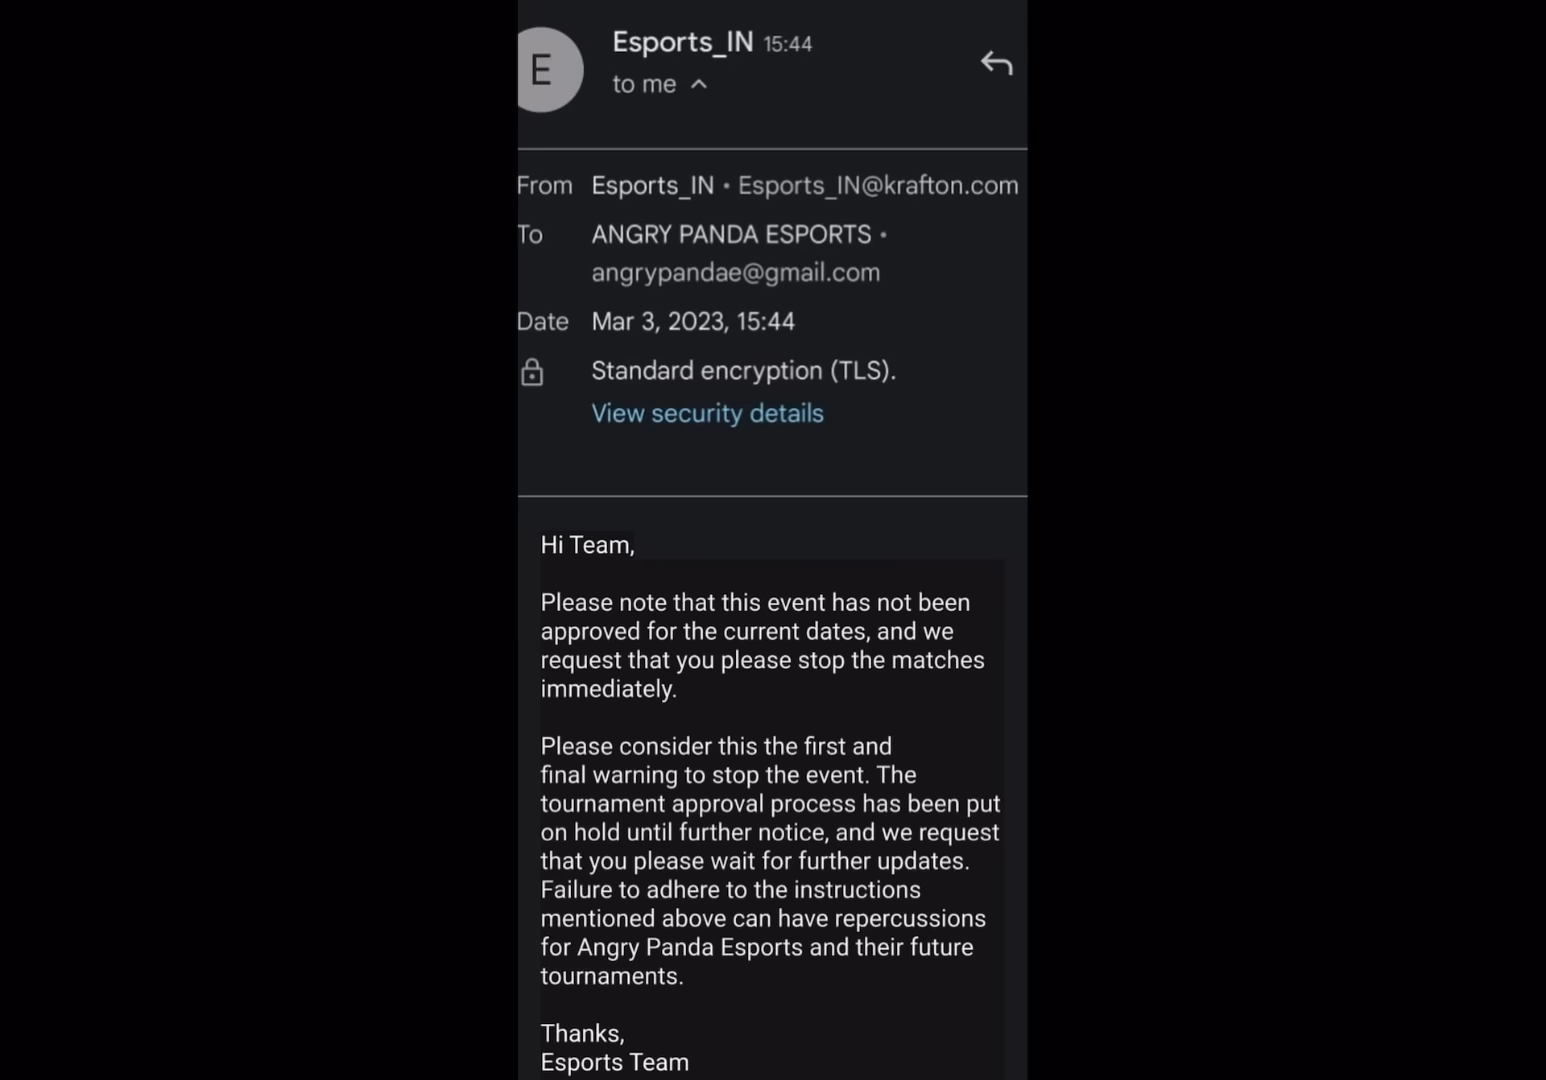 E
Esports_IN 15:44
to me
From Esports_IN • Esports_IN@krafton.com
To ANGRY PANDA ESPORTS •
angrypandae@gmail.com
Date Mar 3, 2023, 15:44
Standard encryption (TLS).
View security details
Hi Team,
Please note that this event has not been
approved for the current dates, and we
request that you please stop the matches
immediately.
Please consider this the first and
final warning to stop the event. The
tournament approval process has been put
on hold until further notice, and we request
that you please wait for further updates.
Failure to adhere to the instructions
mentioned above can have repercussions
for Angry Panda Esports and their future
tournaments.
Thanks,
Esports Team